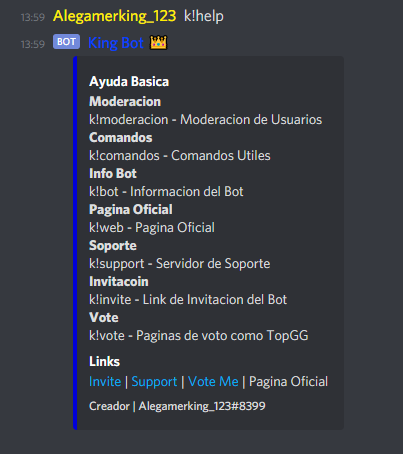 13:59 Alegamerking_123 k!help
13:59 BOT King Bot 👑
Ayuda Basica
Moderacion
k!moderacion - Moderacion de Usuarios
Comandos
k!comandos - Comandos Utiles
Info Bot
k!bot - Informacion del Bot
Pagina Oficial
k!web - Pagina Oficial
Soporte
k!support - Servidor de Soporte
Invitacoin
k!invite - Link de Invitacion del Bot
Vote
k!vote - Paginas de voto como TopGG
Links
Invite | Support | Vote Me | Pagina Oficial
Creador | Alegamerking_123#8399